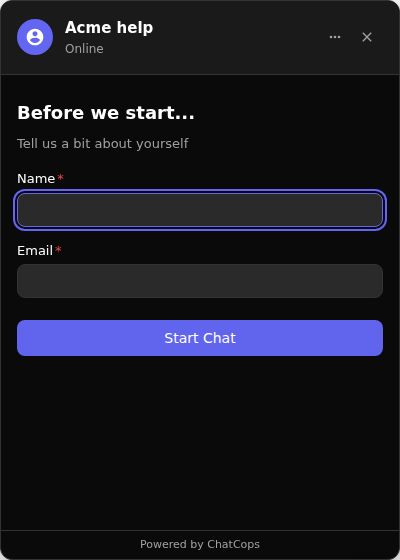 Acme help
Online
Before we start...
Tell us a bit about yourself
Name*
Email*
Start Chat
Powered by ChatCops